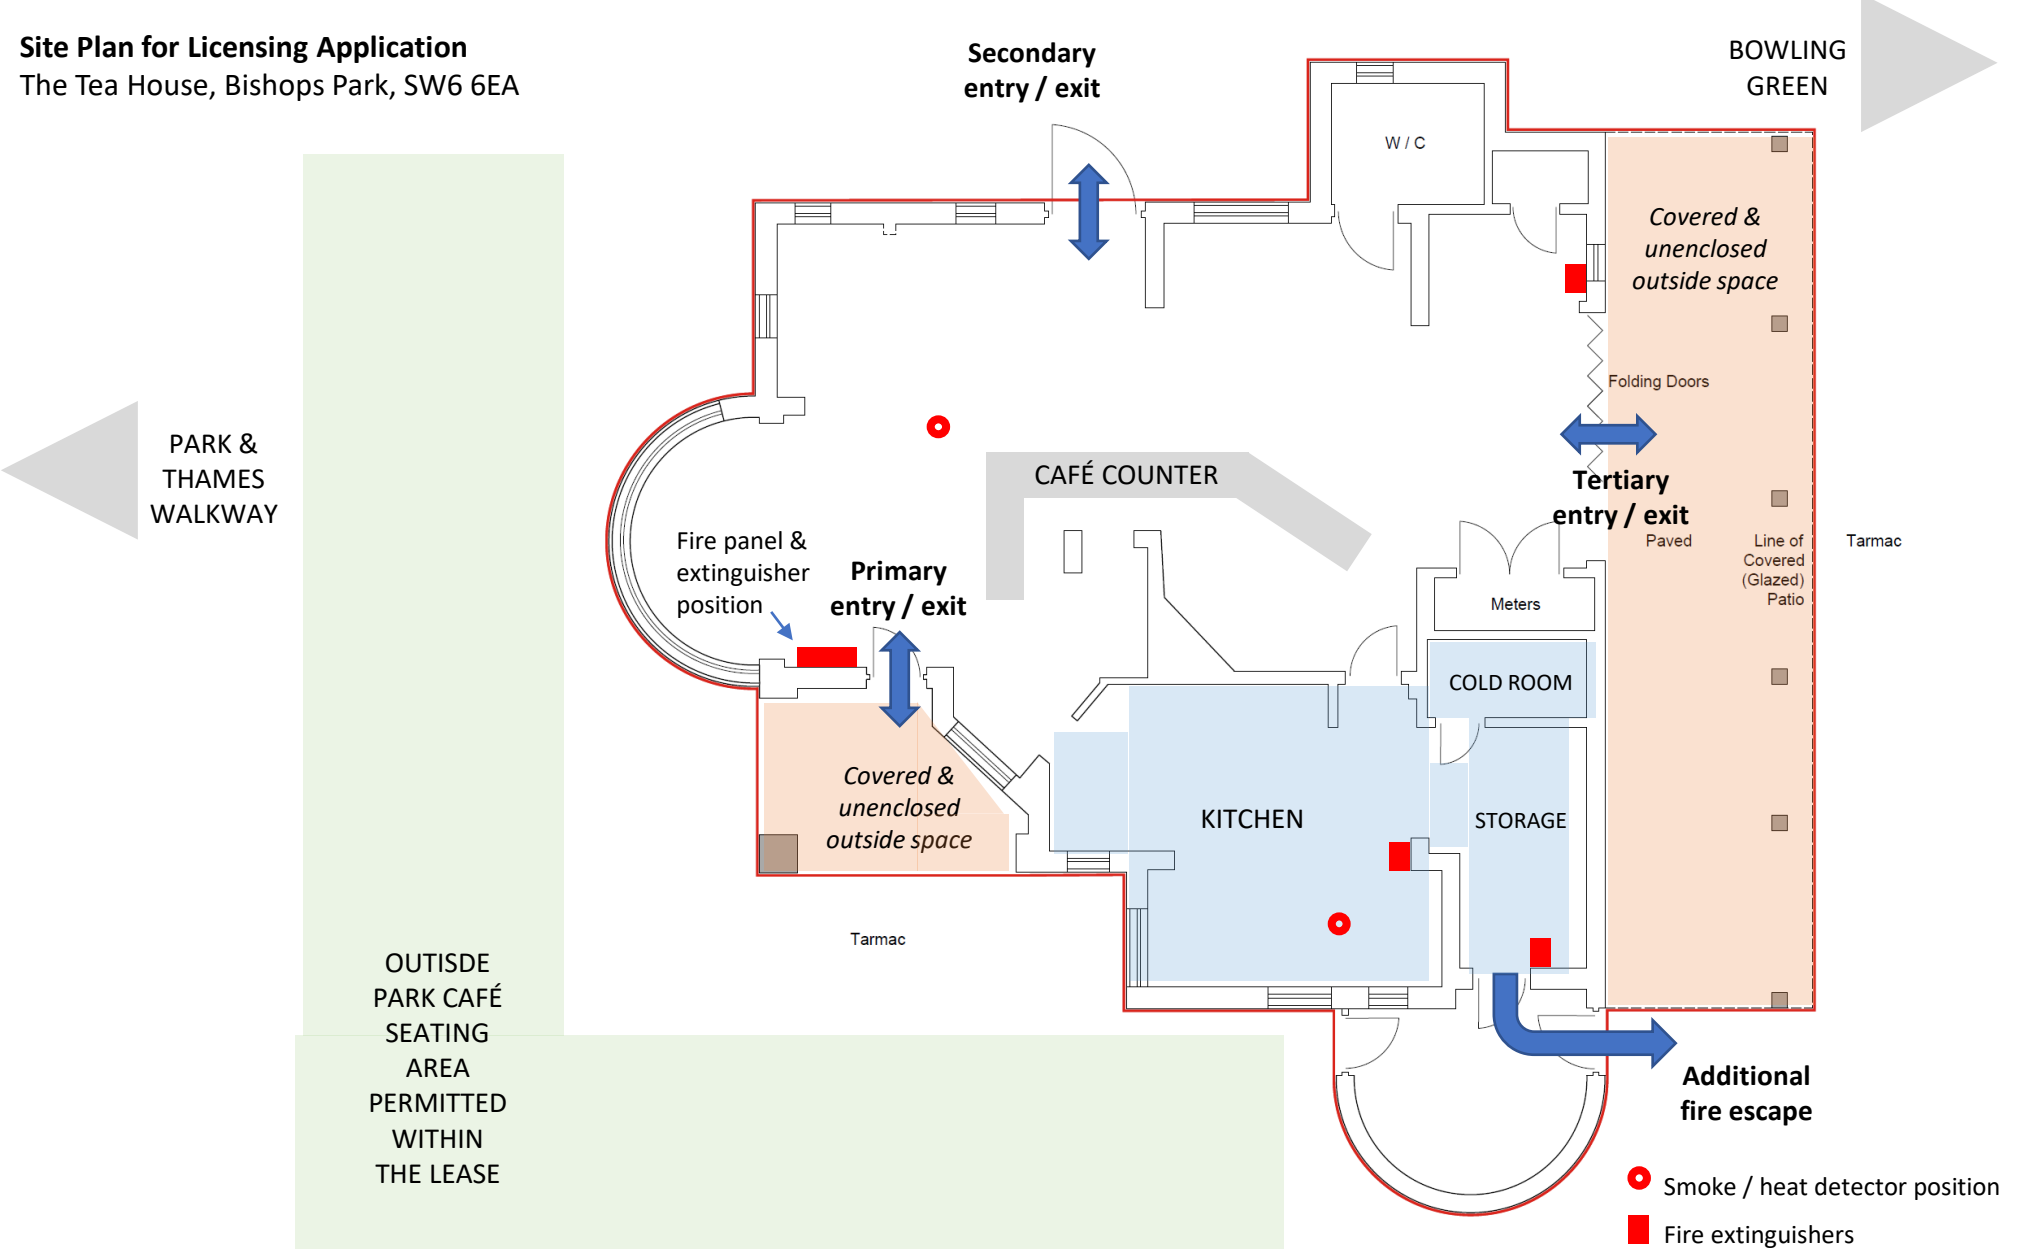 Site Plan for Licensing Application
The Tea House, Bishops Park, SW6 6EA
Secondary
entry / exit
BOWLING
GREEN
W / C
Covered &
unenclosed
outside space
Folding Doors
PARK &
THAMES
WALKWAY
CAFÉ COUNTER
Tertiary
entry / exit
Paved
Line of
Covered
(Glazed)
Patio
Tarmac
Fire panel &
extinguisher
position
Primary
entry / exit
Meters
COLD ROOM
Covered &
unenclosed
outside space
KITCHEN
STORAGE
Tarmac
OUTISDE
PARK CAFÉ
SEATING
AREA
PERMITTED
WITHIN
THE LEASE
Additional
fire escape
Smoke / heat detector position
Fire extinguishers